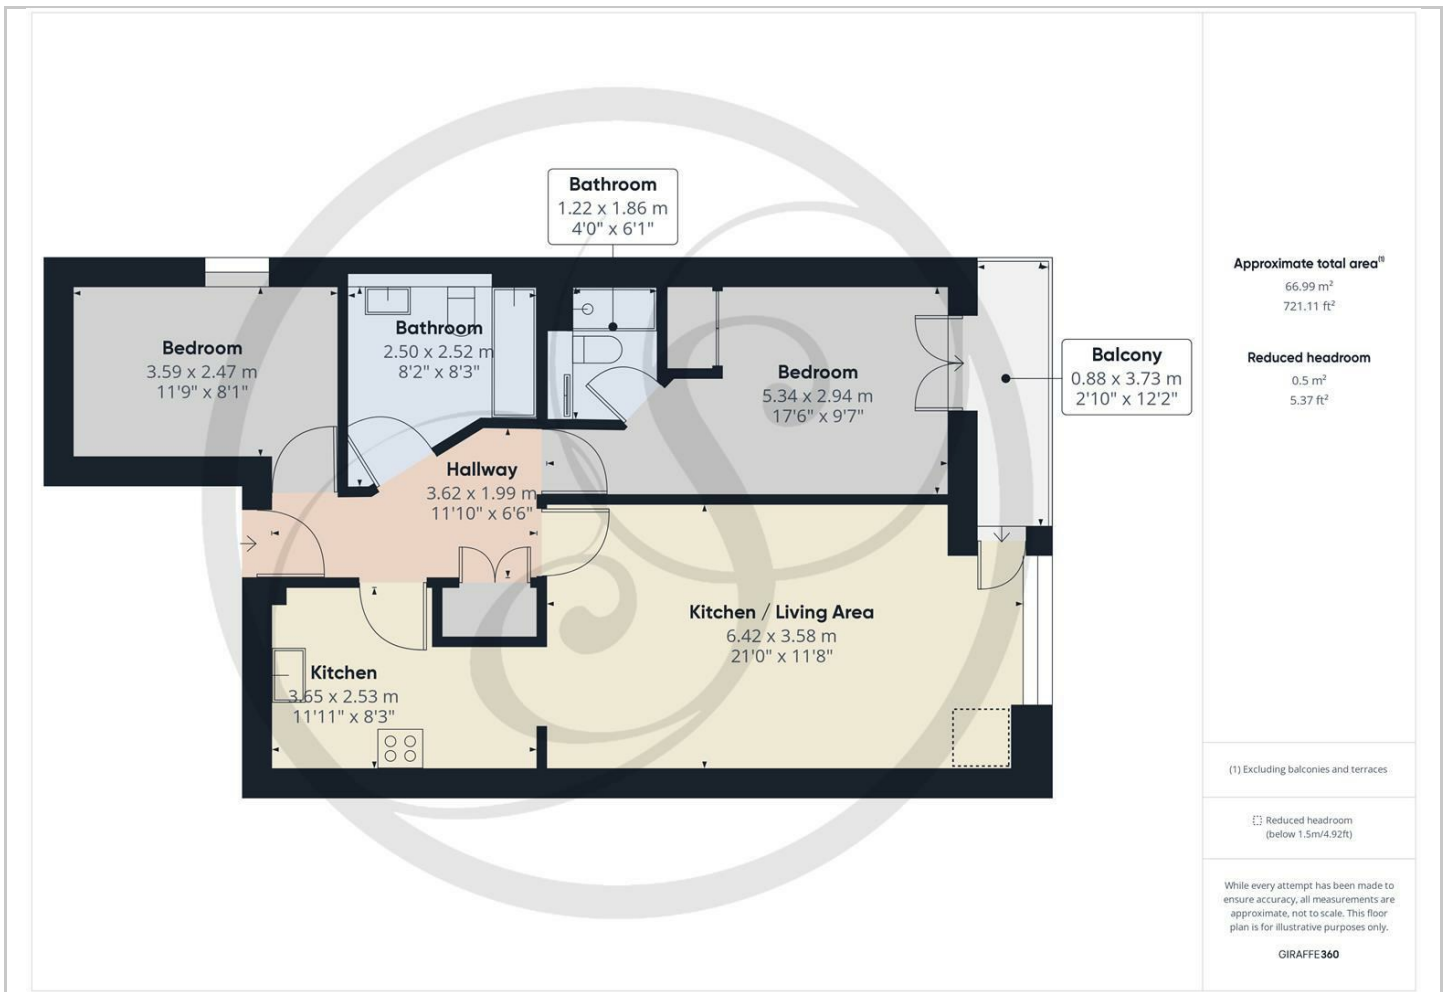 Bathroom
1.22 x 1.86 m
4'0" x 6'1"
Bedroom
3.59 x 2.47 m
11'9" x 8'1"
Bathroom
2.50 x 2.52 m
8'2" x 8'3"
Bedroom
5.34 x 2.94 m
17'6" x 9'7"
Balcony
0.88 x 3.73 m
2'10" x 12'2"
Hallway
3.62 x 1.99 m
11'10" x 6'6"
Kitchen / Living Area
6.42 x 3.58 m
21'0" x 11'8"
Kitchen
3.65 x 2.53 m
11'11" x 8'3"
Approximate total area(1)
66.99 m²
721.11 ft²
Reduced headroom
0.5 m²
5.37 ft²
(1) Excluding balconies and terraces
Reduced headroom
(below 1.5m/4.92ft)
While every attempt has been made to
ensure accuracy, all measurements are
approximate, not to scale. This floor
plan is for illustrative purposes only.
GIRAFFE360